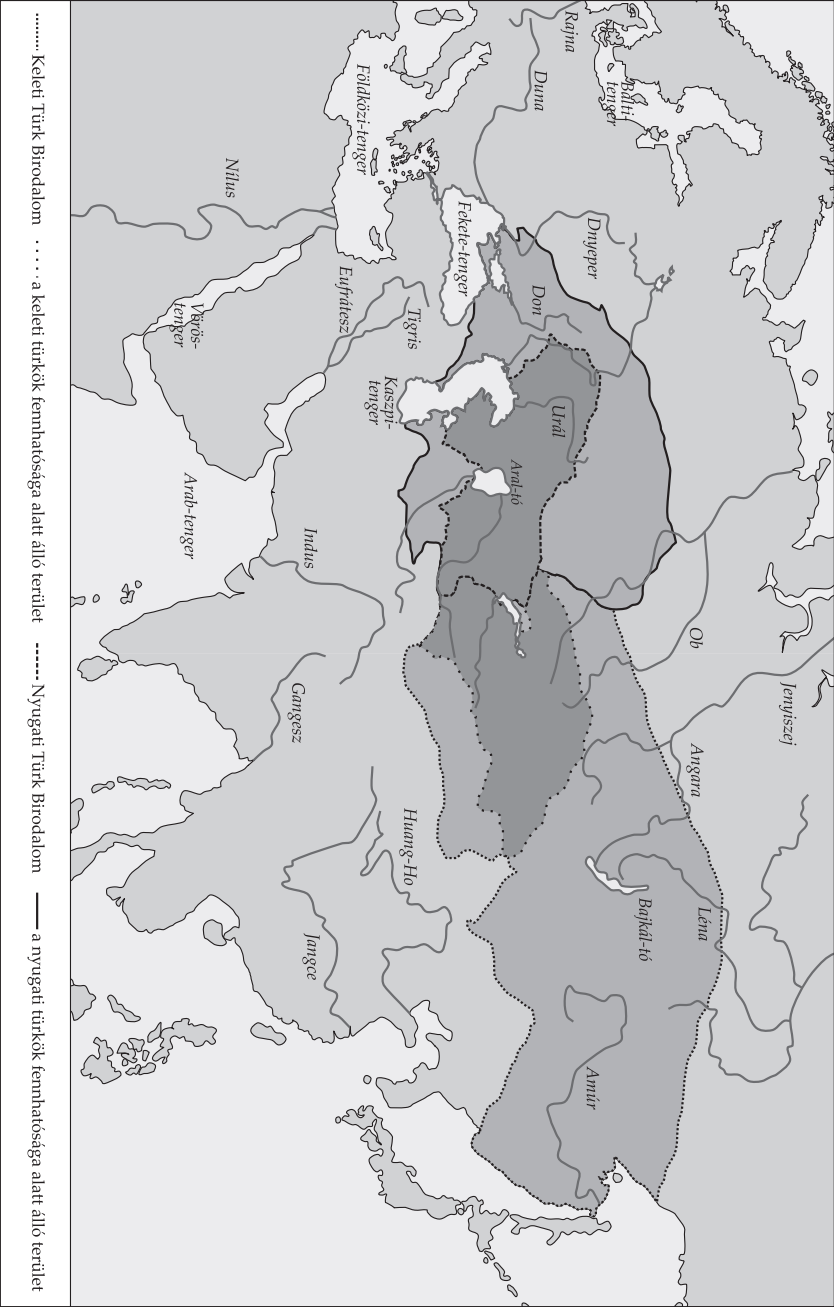 Rajna
Duna
Balti
tenger
Földközi-tenger
Nílus
Dnyeper
Fekete-tenger
Don
Eufrátesz
Tigris
Vörös-
tenger
Kaszpi-
tenger
Urál
Aral-tó
Arab-tenger
Indus
Ob
Jenyiszej
Gangesz
Angara
Huang-Ho
Léna
Bajkál-tó
Jangce
Amúr
Keleti Türk Birodalom
a keleti türkök fennhatósága alatt álló terület
Nyugati Türk Birodalom
a nyugati türkök fennhatósága alatt álló terület